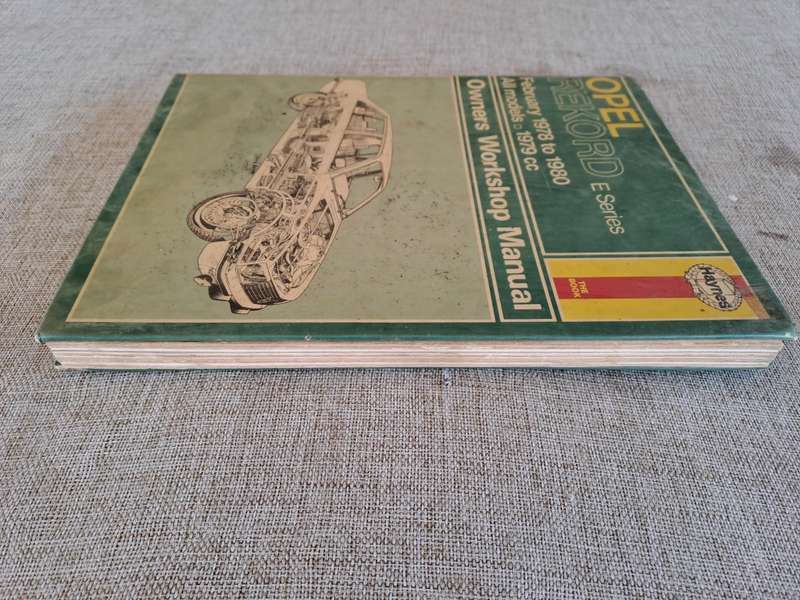 OPEL
REKORD E Series
February 1978 to 1980
All models □ 1979 cc
Owners Workshop Manual
Haynes
THE
BOOK